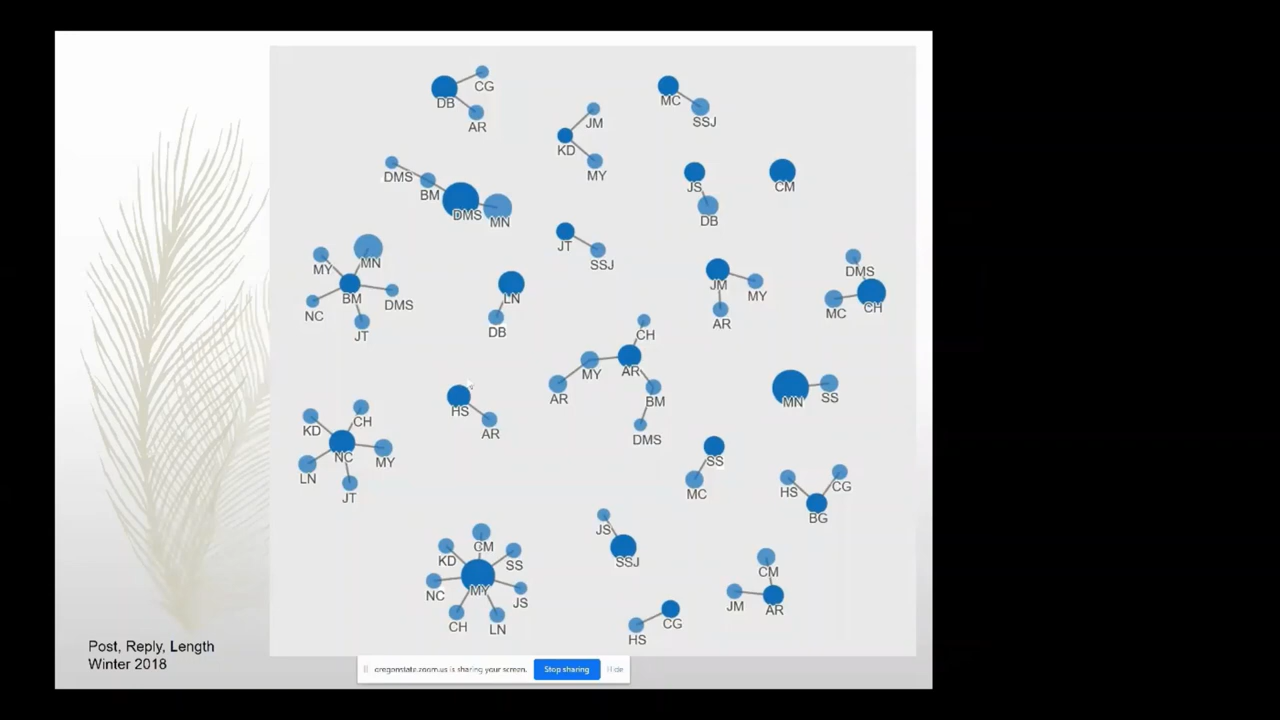 CG
DB
AR
MC
SSJ
JM
KD
MY
DMS
BM
DMS
MN
JS
DB
CM
JT
SSJ
MY
MN
BM
DMS
NC
JT
LN
DB
JM
MY
AR
DMS
MC
CH
CH
MY
AR
AR
BM
DMS
HS
AR
MN
SS
KD
CH
NC
MY
LN
JT
SS
MC
HS
CG
BG
KD
CM
SS
NC
MY
JS
CH
LN
JS
SSJ
CM
JM
AR
CG
HS
Post, Reply, Length
Winter 2018
oregonstate.zoom.us is sharing your screen. Stop sharing Hide